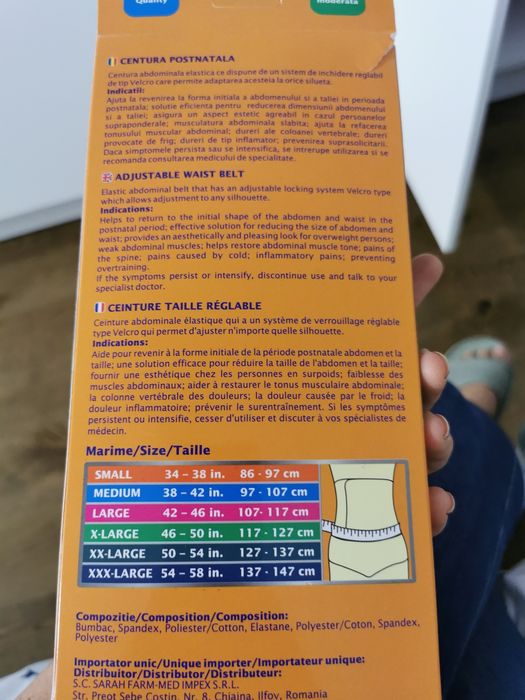 Quality
moderata
CENTURA POSTNATALA
Centura abdominala elastica ce dispune de un sistem de inchidere reglabil
de tip Velcro care permite adaptarea acesteia la orice silueta.
Indicatii:
Ajuta la revenirea la forma initiala a abdomenului si a taliei in perioada
postnatala; solutie eficienta pentru reducerea dimensiunii abdomenului
si a taliei; asigura un aspect estetic agreabil in cazul persoanelor
supraponderale; musculatura abdominala slabita; ajuta la refacerea
tonusului muscular abdominal; dureri ale coloanei vertebrale; dureri
provocate de frig; dureri de tip inflamator; prevenirea suprasolicitarii.
Daca simptomele persista sau se intensifica, se intrerupe utilizarea si se
recomanda consultarea medicului de specialitate.
ADJUSTABLE WAIST BELT
Elastic abdominal belt that has an adjustable locking system Velcro type
which allows adjustment to any silhouette.
Indications:
Helps to return to the initial shape of the abdomen and waist in the
postnatal period; effective solution for reducing the size of abdomen and
waist; provides an aesthetically and pleasing look for overweight persons;
weak abdominal muscles; helps restore abdominal muscle tone; pains of
the spine; pains caused by cold; inflammatory pains; preventing
overtraining.
If the symptoms persist or intensify, discontinue use and talk to your
specialist doctor.
CEINTURE TAILLE RÉGLABLE
Ceinture abdominale élastique qui a un système de verrouillage réglable
type Velcro qui permet d'ajuster n'importe quelle silhouette.
Indications:
Aide pour revenir à la forme initiale de la période postnatale abdomen et la
taille; une solution efficace pour réduire la taille de l'abdomen et la taille;
fournir une esthétique chez les personnes en surpoids; faiblesse des
muscles abdominaux; aider à restaurer le tonus musculaire abdominale;
la colonne vertébrale des douleurs; la douleur causée par le froid; la
douleur inflammatoire; prévenir le surentraînement. Si les symptômes
persistent ou intensifie, cesser d'utiliser et discuter à vos spécialistes de
médecin.
Marime/Size/Taille
SMALL 34 – 38 in. 86 - 97 cm
MEDIUM 38 – 42 in. 97 - 107 cm
LARGE 42 – 46 in. 107- 117 cm
X-LARGE 46 – 50 in. 117 - 127 cm
XX-LARGE 50 – 54 in. 127 - 137 cm
XXX-LARGE 54 – 58 in. 137 - 147 cm
Compozitie/Composition/Composition:
Bumbac, Spandex, Poliester/Cotton, Elastane, Polyester/Coton, Spandex,
Polyester
Importator unic/Unique importer/Importateur unique:
Distribuitor/Distributor/Distributeur:
S.C. SARAH FARM-MED IMPEX S.R.L.
Str. Preot Sebe Costin, Nr. 8, Chiajna, Ilfov, Romania